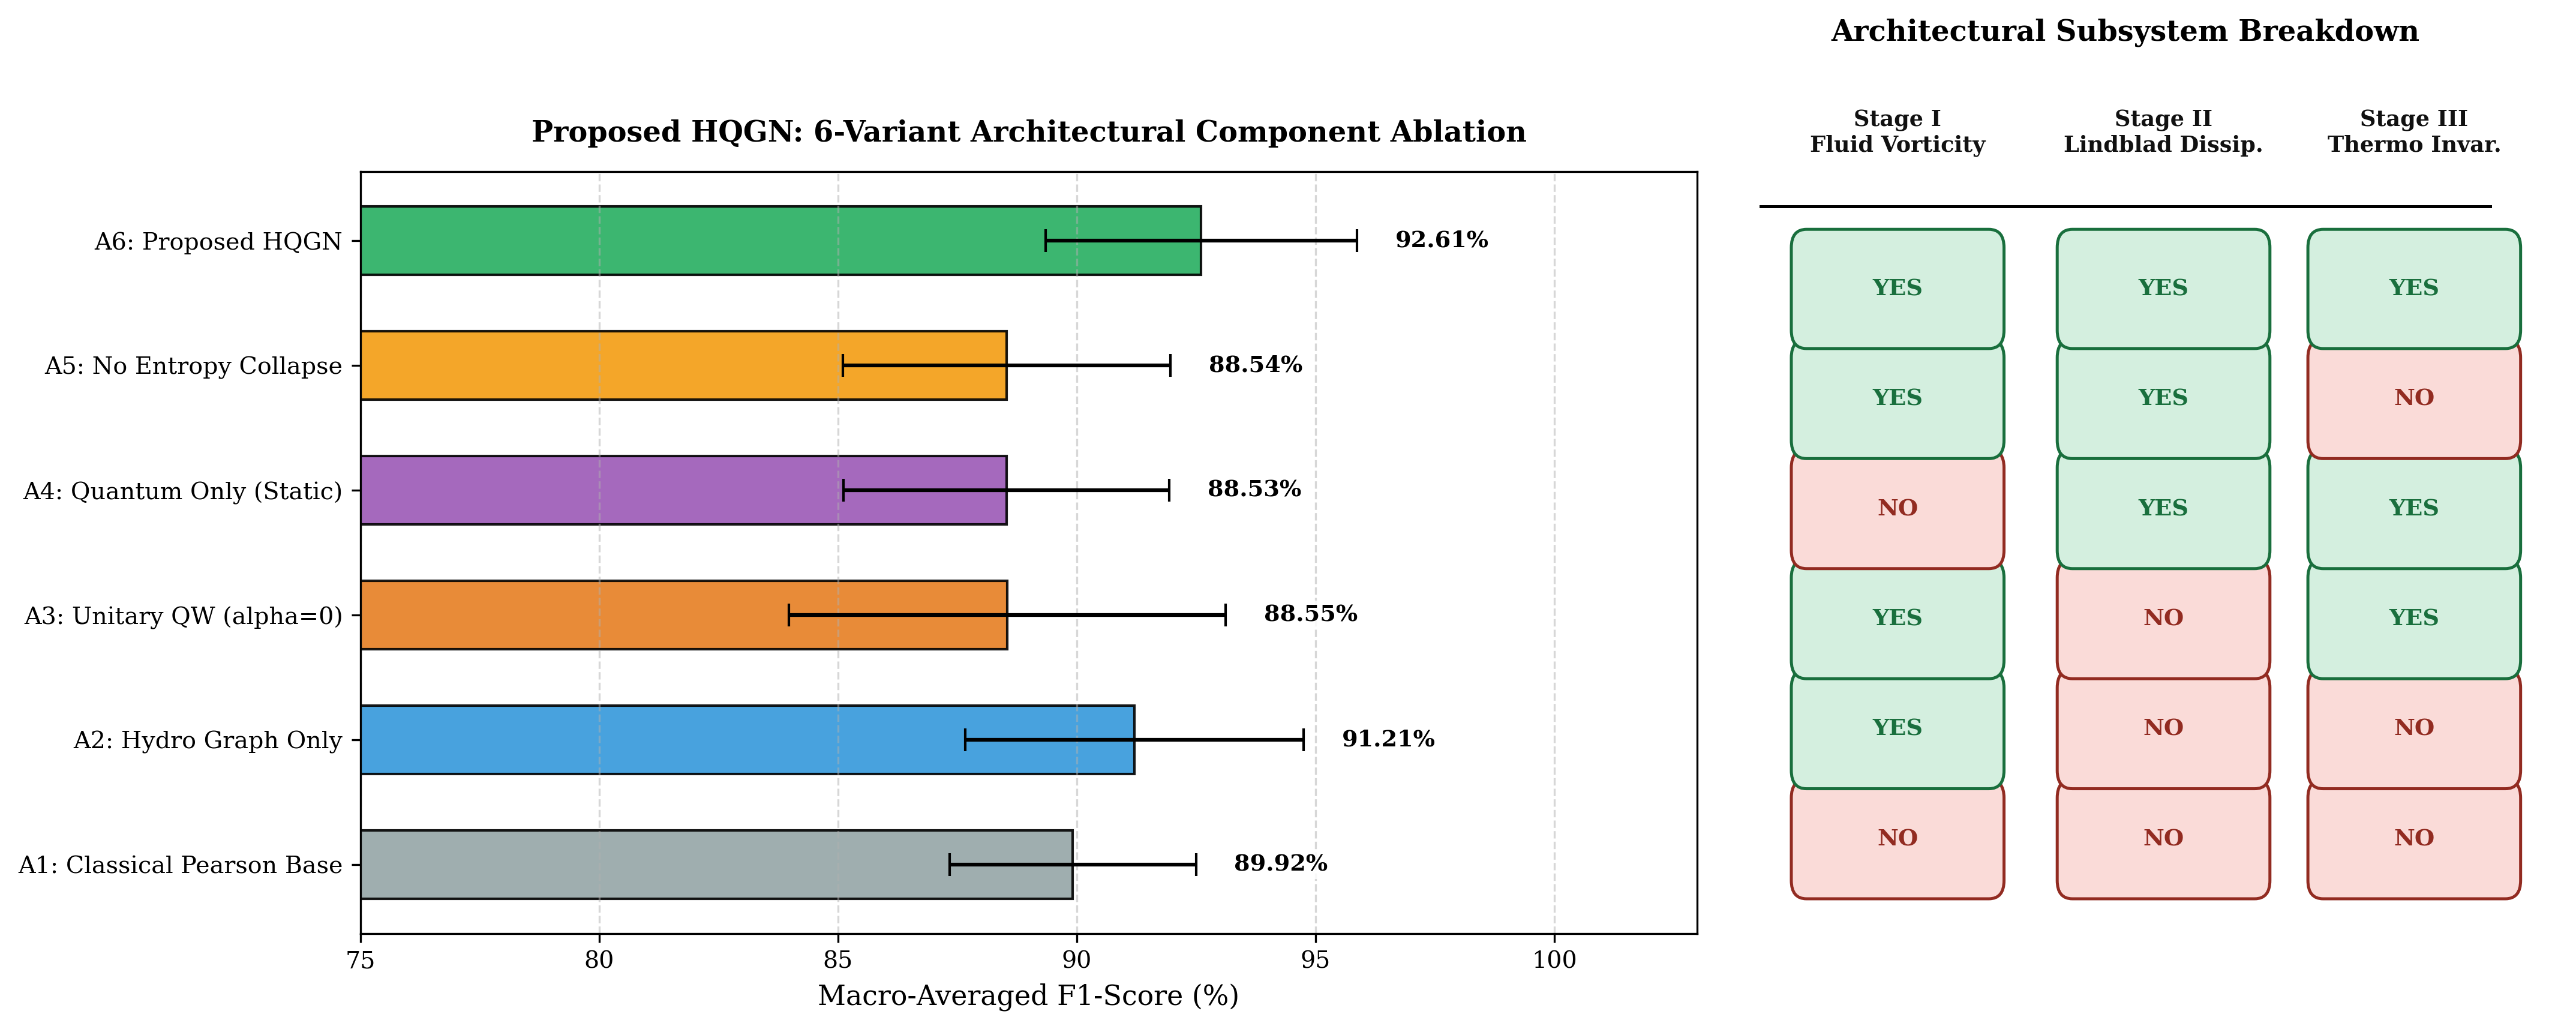 Architectural Subsystem Breakdown
Proposed HQGN: 6-Variant Architectural Component Ablation
Stage I
Fluid Vorticity
Stage II
Lindblad Dissip.
Stage III
Thermo Invar.
A6: Proposed HQGN
92.61%
YES
YES
YES
A5: No Entropy Collapse
88.54%
YES
YES
NO
A4: Quantum Only (Static)
88.53%
NO
YES
YES
A3: Unitary QW (alpha=0)
88.55%
YES
NO
YES
A2: Hydro Graph Only
91.21%
YES
NO
NO
A1: Classical Pearson Base
89.92%
NO
NO
NO
75
80
85
90
95
100
Macro-Averaged F1-Score (%)